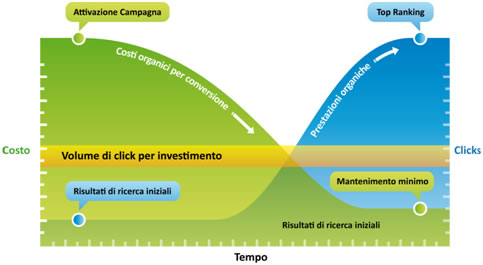 Attivazione Campagna
Top Ranking
Costi organici per conversione
Prestazioni organiche
Costo
Clicks
Volume di click per investimento
Risultati di ricerca iniziali
Mantenimento minimo
Risultati di ricerca iniziali
Tempo